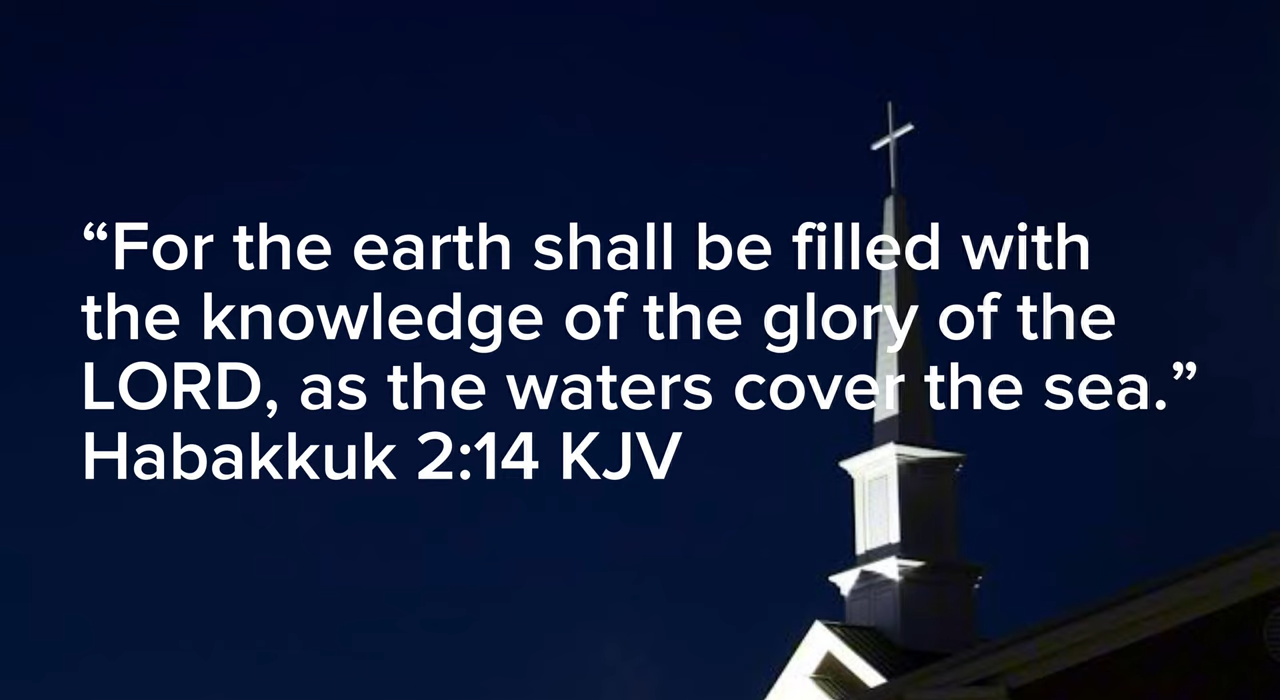 “For the earth shall be filled with
the knowledge of the glory of the
LORD, as the waters cover the sea.”
Habakkuk 2:14 KJV